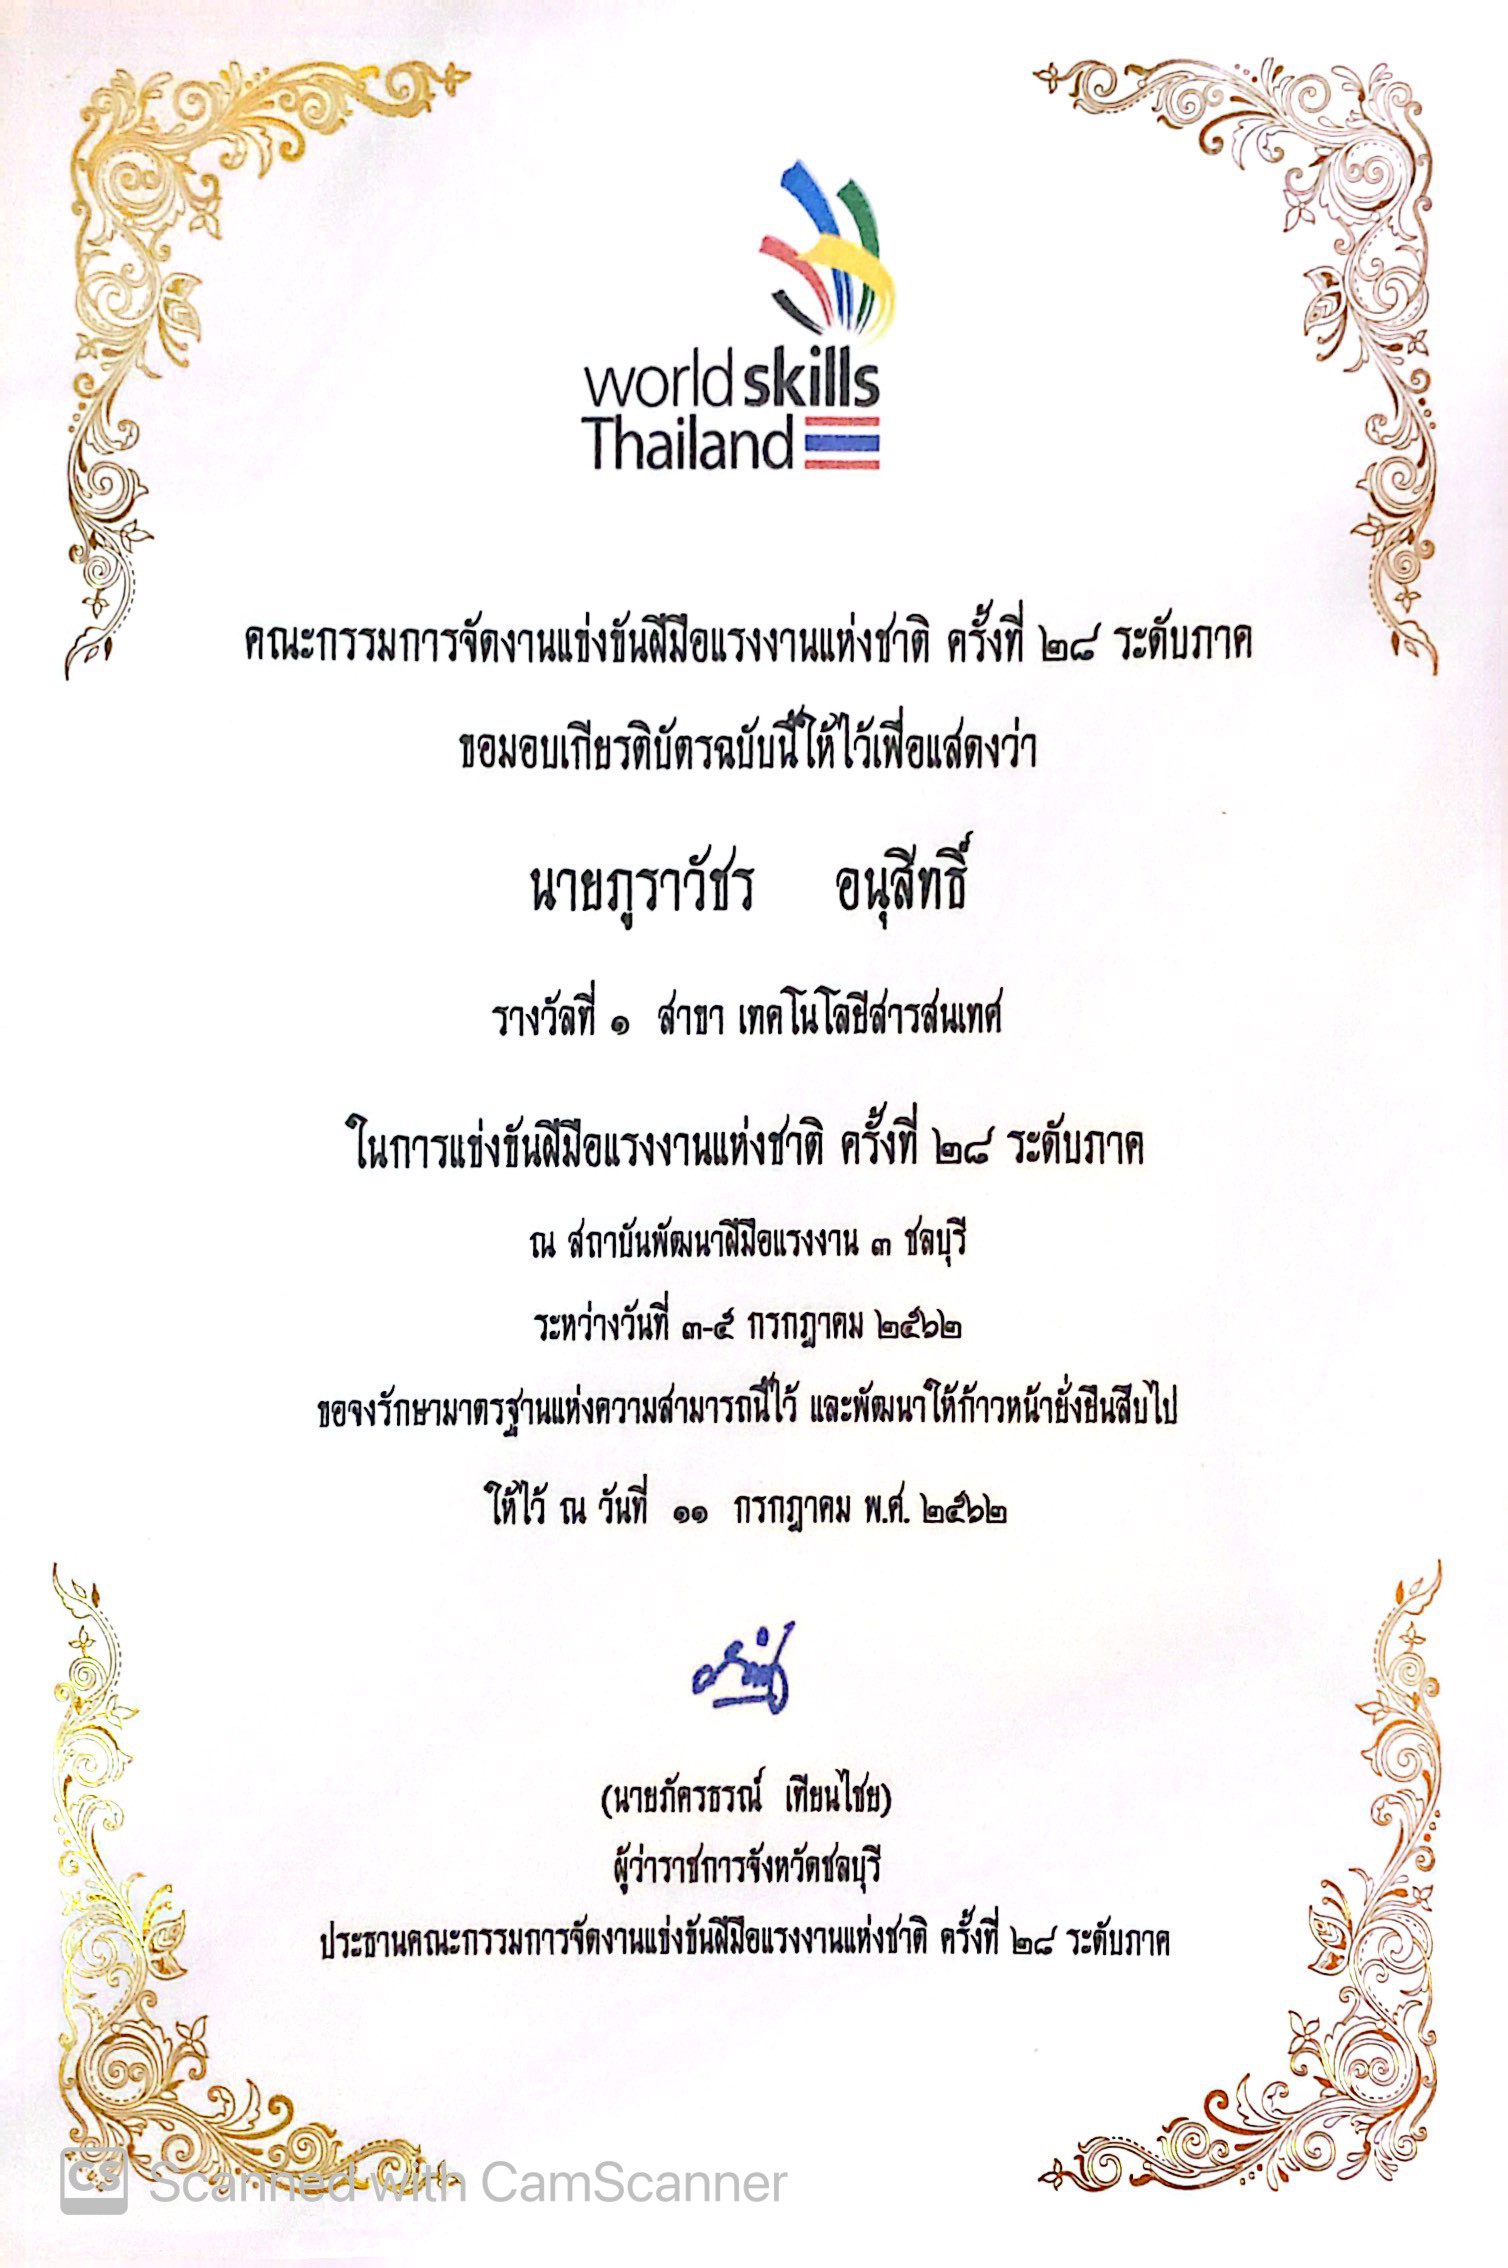 world skills
Thailand
คณะกรรมการจัดงานแข่งขันฝีมือแรงงานแห่งชาติ ครั้งที่ ๒๘ ระดับภาค
ขอมอบเกียรติบัตรฉบับนี้ให้ไว้เพื่อแสดงว่า
นายภูราวัชร อนุสิทธิ์
รางวัลที่ ๑ สาขา เทคโนโลยีสารสนเทศ
ในการแข่งขันฝีมือแรงงานแห่งชาติ ครั้งที่ ๒๘ ระดับภาค
ณ สถาบันพัฒนาฝีมือแรงงาน ๓ ชลบุรี
ระหว่างวันที่ ๓-๕ กรกฎาคม ๒๕๖๒
ขอจงรักษามาตรฐานแห่งความสามารถนี้ไว้ และพัฒนาให้ก้าวหน้ายั่งยืนสืบไป
ให้ไว้ ณ วันที่ ๑๑ กรกฎาคม พ.ศ. ๒๕๖๒
(นายภัครธรณ์ เทียนไชย)
ผู้ว่าราชการจังหวัดชลบุรี
ประธานคณะกรรมการจัดงานแข่งขันฝีมือแรงงานแห่งชาติ ครั้งที่ ๒๘ ระดับภาค
CS Scanned with CamScanner